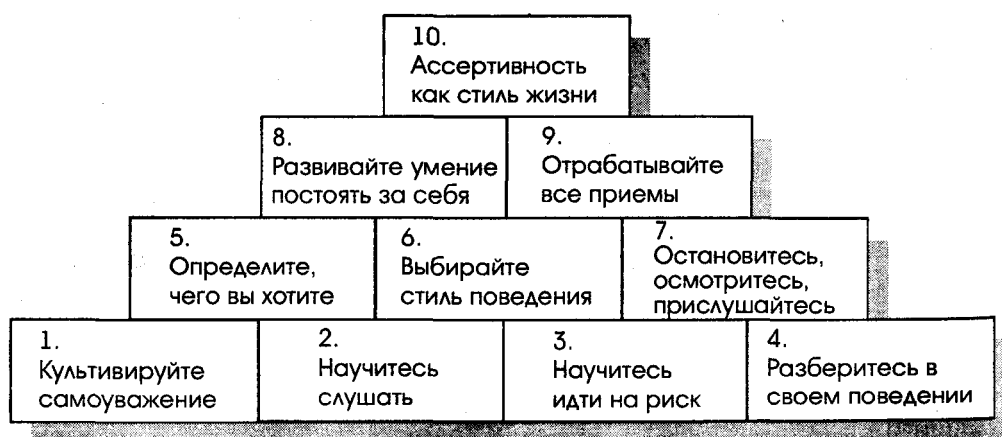 10.
Ассертивность
как стиль жизни
8.
Развивайте умение
постоять за себя
9.
Отрабатывайте
все приемы
5.
Определите,
чего вы хотите
6.
Выбирайте
стиль поведения
7.
Остановитесь,
осмотритесь,
прислушайтесь
1.
Культивируйте
самоуважение
2.
Научитесь
слушать
3.
Научитесь
идти на риск
4.
Разберитесь в
своем поведении